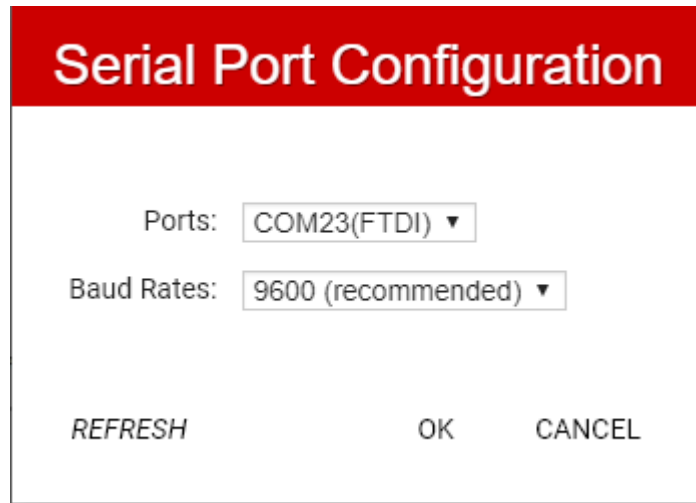 Serial Port Configuration
Ports: COM23(FTDI) ▼
Baud Rates: 9600 (recommended) ▼
REFRESH OK CANCEL